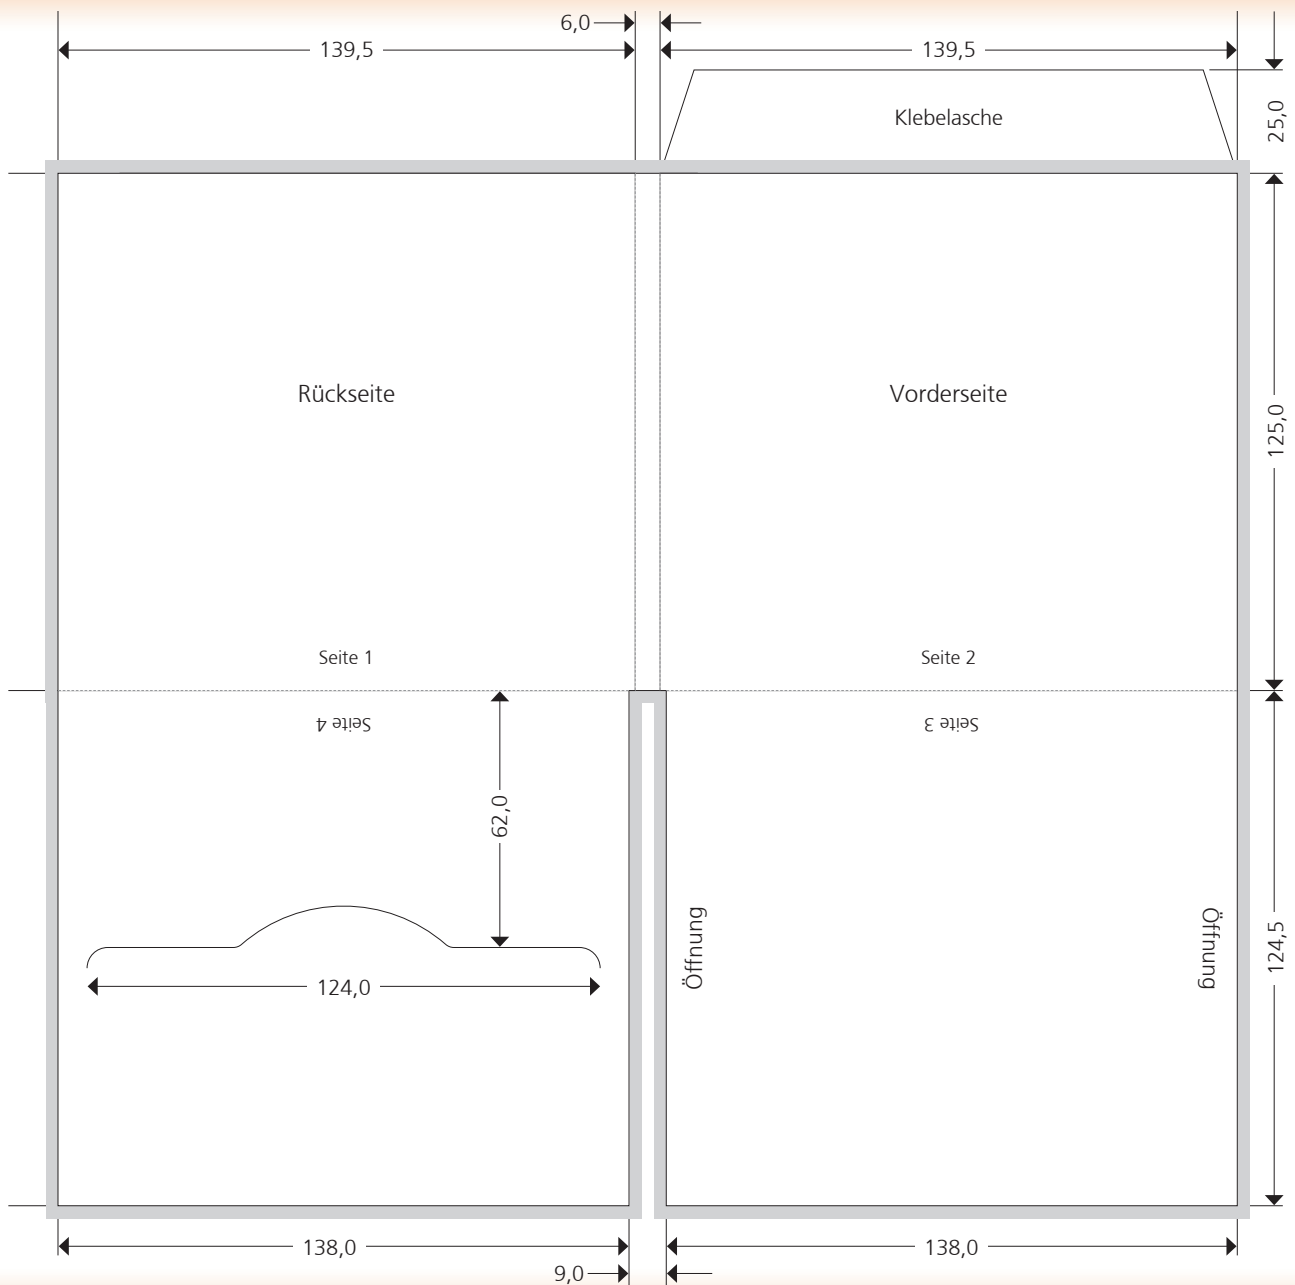 6,0
139,5
139,5
Klebelasche
25,0
Rückseite
Vorderseite
125,0
Seite 1
Seite 2
Seite 4
Seite 3
62,0
Öffnung
Öffnung
124,5
124,0
138,0
138,0
9,0